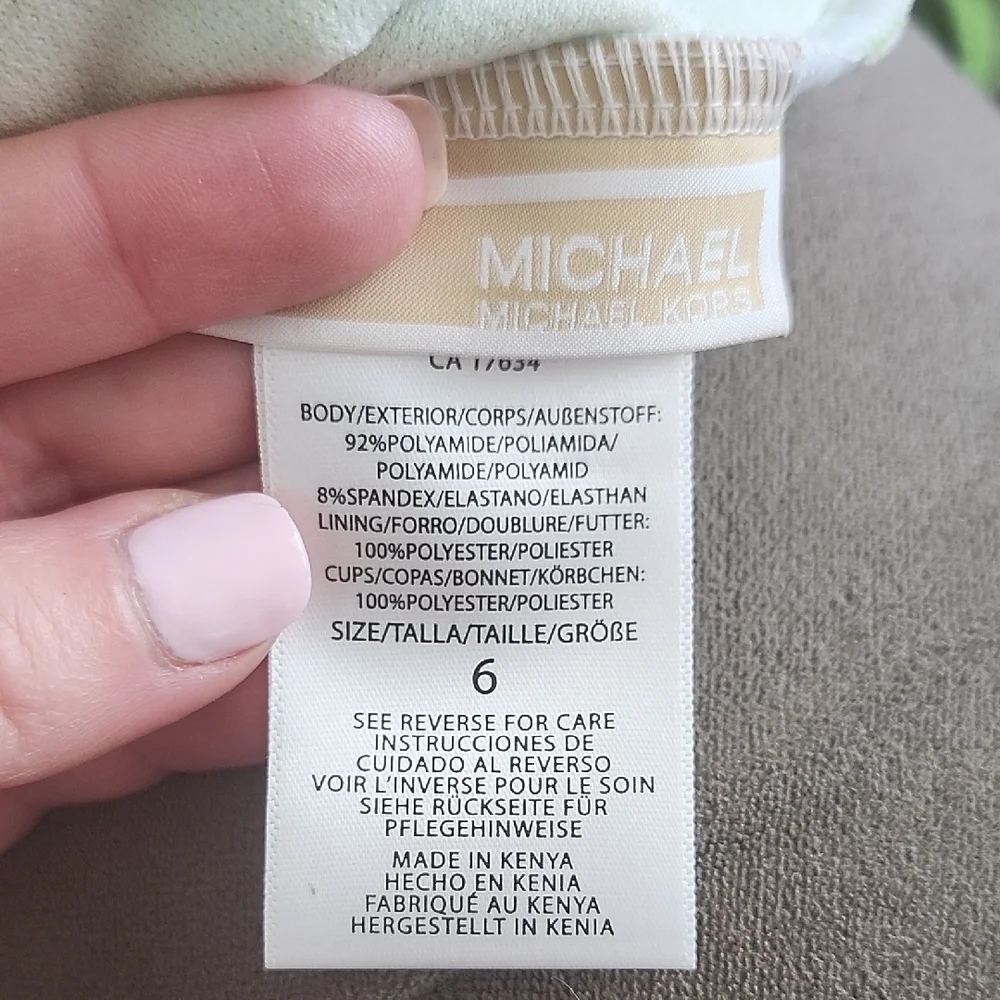 MICHAEL
MICHAEL KORS
CA 17634
BODY/EXTERIOR/CORPS/AUßENSTOFF:
92%POLYAMIDE/POLIAMIDA/
POLYAMIDE/POLYAMID
8%SPANDEX/ELASTANO/ELASTHAN
LINING/FORRO/DOUBLURE/FUTTER:
100%POLYESTER/POLIESTER
CUPS/COPAS/BONNET/KÖRBCHEN:
100%POLYESTER/POLIESTER
SIZE/TALLA/TAILLE/GRÖßE
6
SEE REVERSE FOR CARE
INSTRUCCIONES DE
CUIDADO AL REVERSO
VOIR L'INVERSE POUR LE SOIN
SIEHE RÜCKSEITE FÜR
PFLEGEHINWEISE
MADE IN KENYA
HECHO EN KENIA
FABRIQUÉ AU KENYA
HERGESTELLT IN KENIA